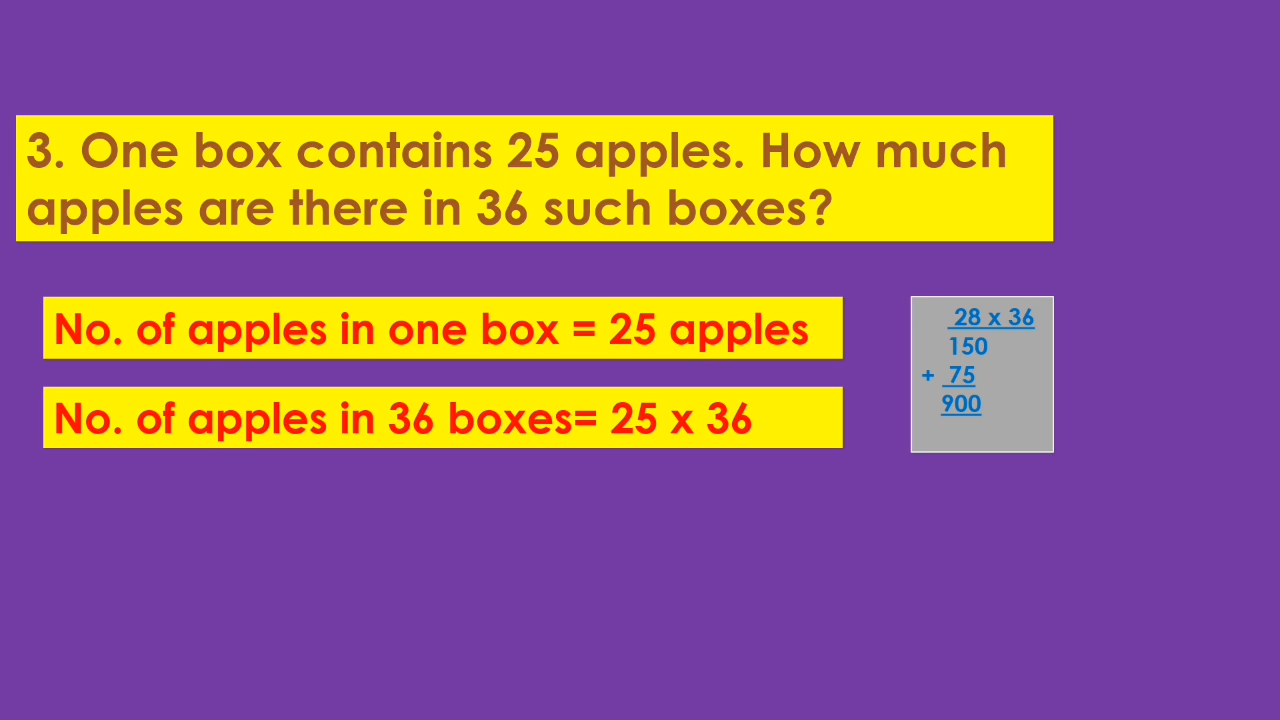 3. One box contains 25 apples. How much
apples are there in 36 such boxes?
No. of apples in one box = 25 apples
No. of apples in 36 boxes= 25 x 36
28 x 36
150
+ 75
900